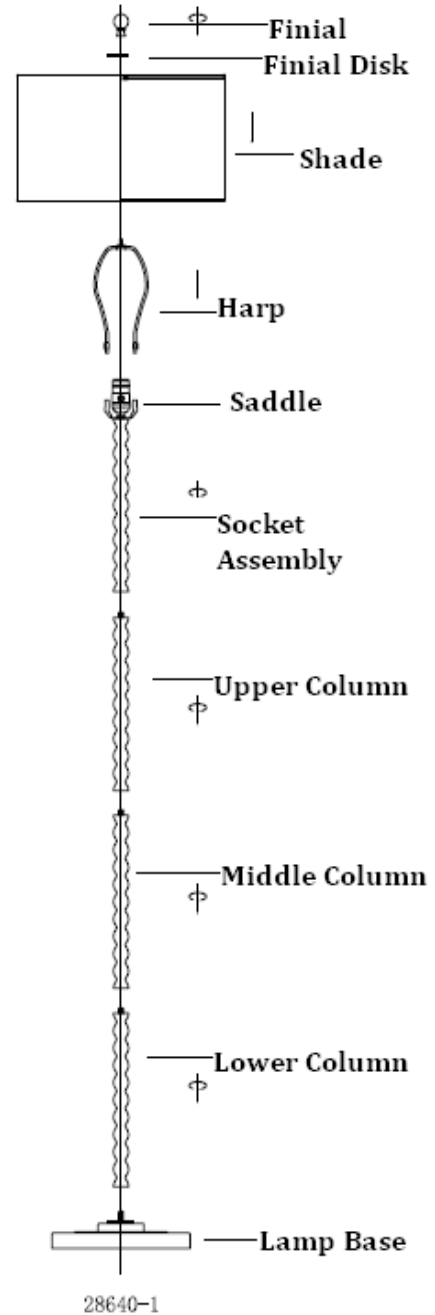 Finial
Finial Disk
Shade
Harp
Saddle
Socket
Assembly
Upper Column
Middle Column
Lower Column
Lamp Base
28640-1